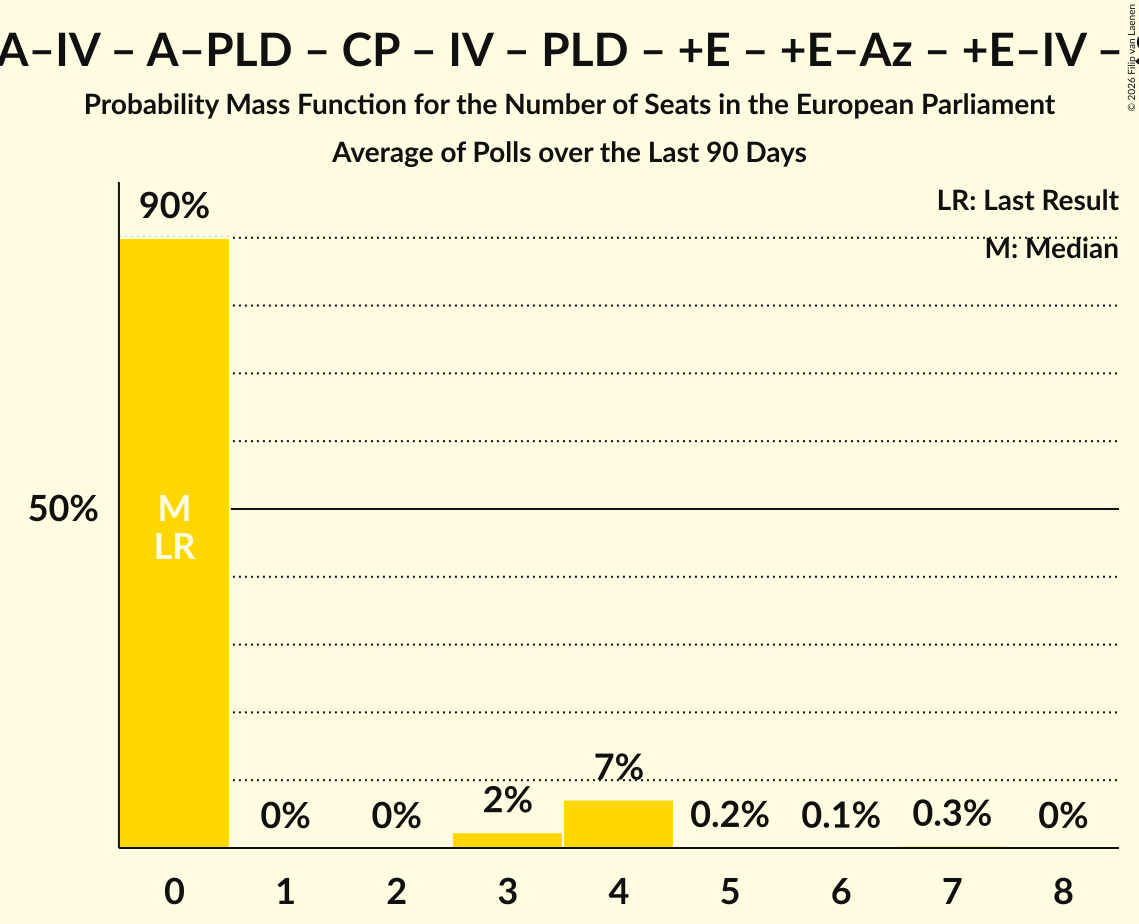 A–IV – A–PLD – CP – IV – PLD – +E – +E–Az – +E–IV –
© 2026 Filip van Laenen
Probability Mass Function for the Number of Seats in the European Parliament
Average of Polls over the Last 90 Days
LR: Last Result
M: Median
90%
50%
M
LR
0%
0%
2%
7%
0.2%
0.1%
0.3%
0%
0 1 2 3 4 5 6 7 8